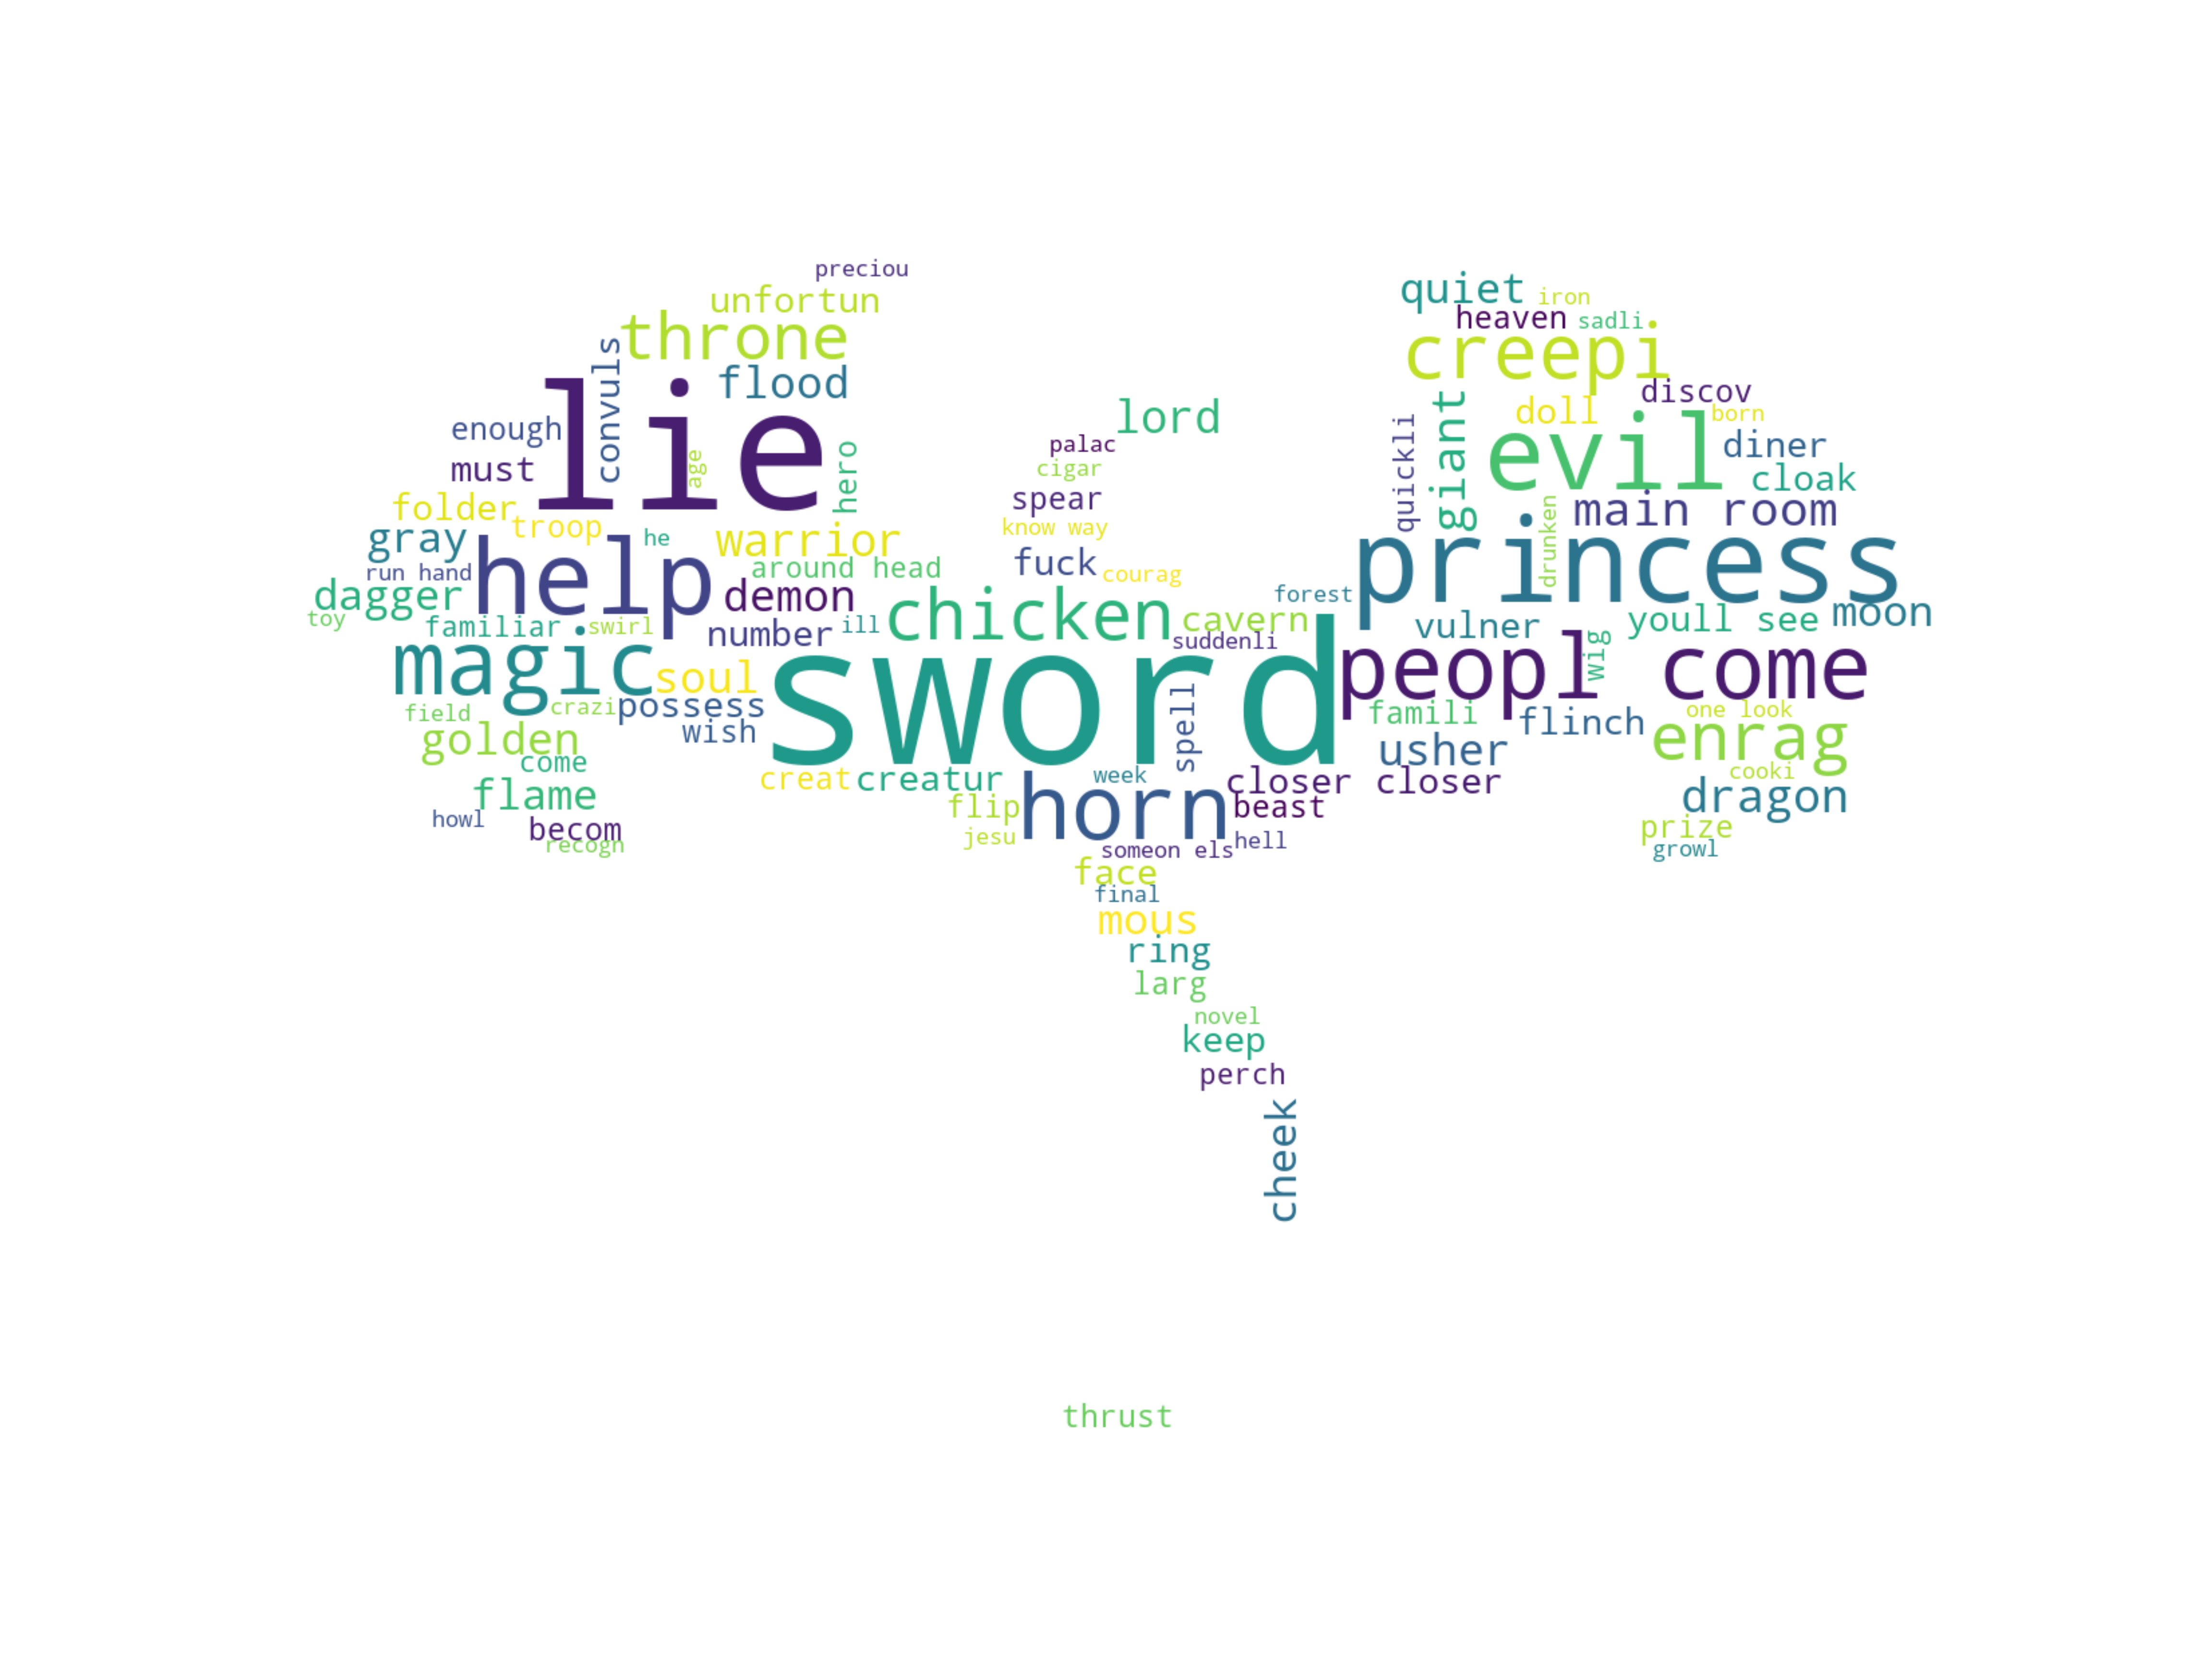 preciou
unfortun
throne
convuls
flood
lie
enough
must
age
hero
folder
troop
gray
he
warrior
run hand
help
around head
dagger
demon
toy
familiar
swirl
number
ill
magic
soul
field
crazi
possess
golden
wish
come
flame
howl
becom
recogn
lord
palac
cigar
spear
know way
fuck
courag
chicken
cavern
forest
suddenli
sword
spell
creat
creatur
week
flip
horn
closer closer
beast
jesu
hell
someon els
face
final
mous
ring
larg
novel
keep
perch
cheek
thrust
quiet
iron
heaven
sadli
creepi
discov
giant
doll
born
quickli
evil
diner
cloak
drunken
main room
princess
vulner
youll see
moon
wig
peopl come
famili
flinch
one look
usher
enrag
cooki
dragon
prize
growl